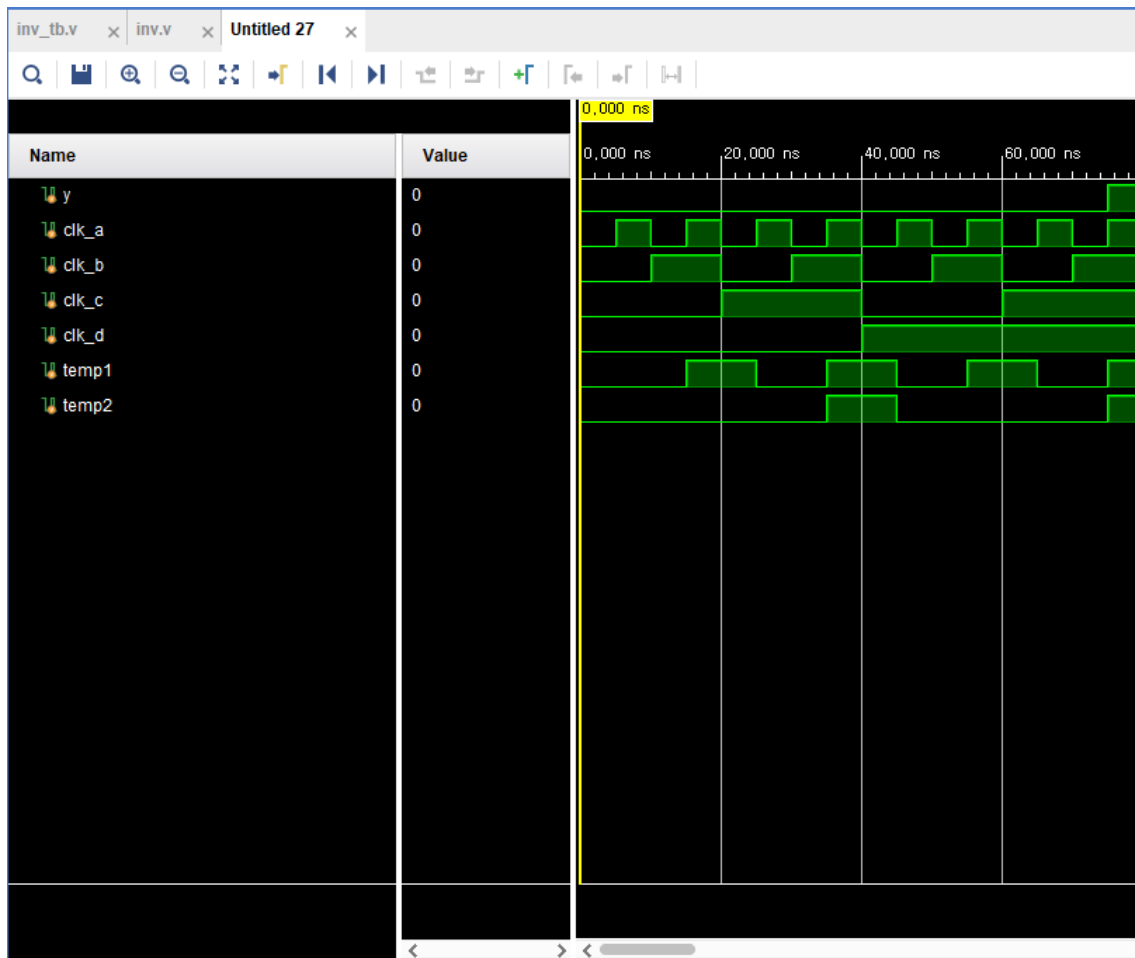 inv_tb.v inv.v Untitled 27
0,000 ns
Name Value 0,000 ns 20,000 ns 40,000 ns 60,000 ns
y 0
clk_a 0
clk_b 0
clk_c 0
clk_d 0
temp1 0
temp2 0